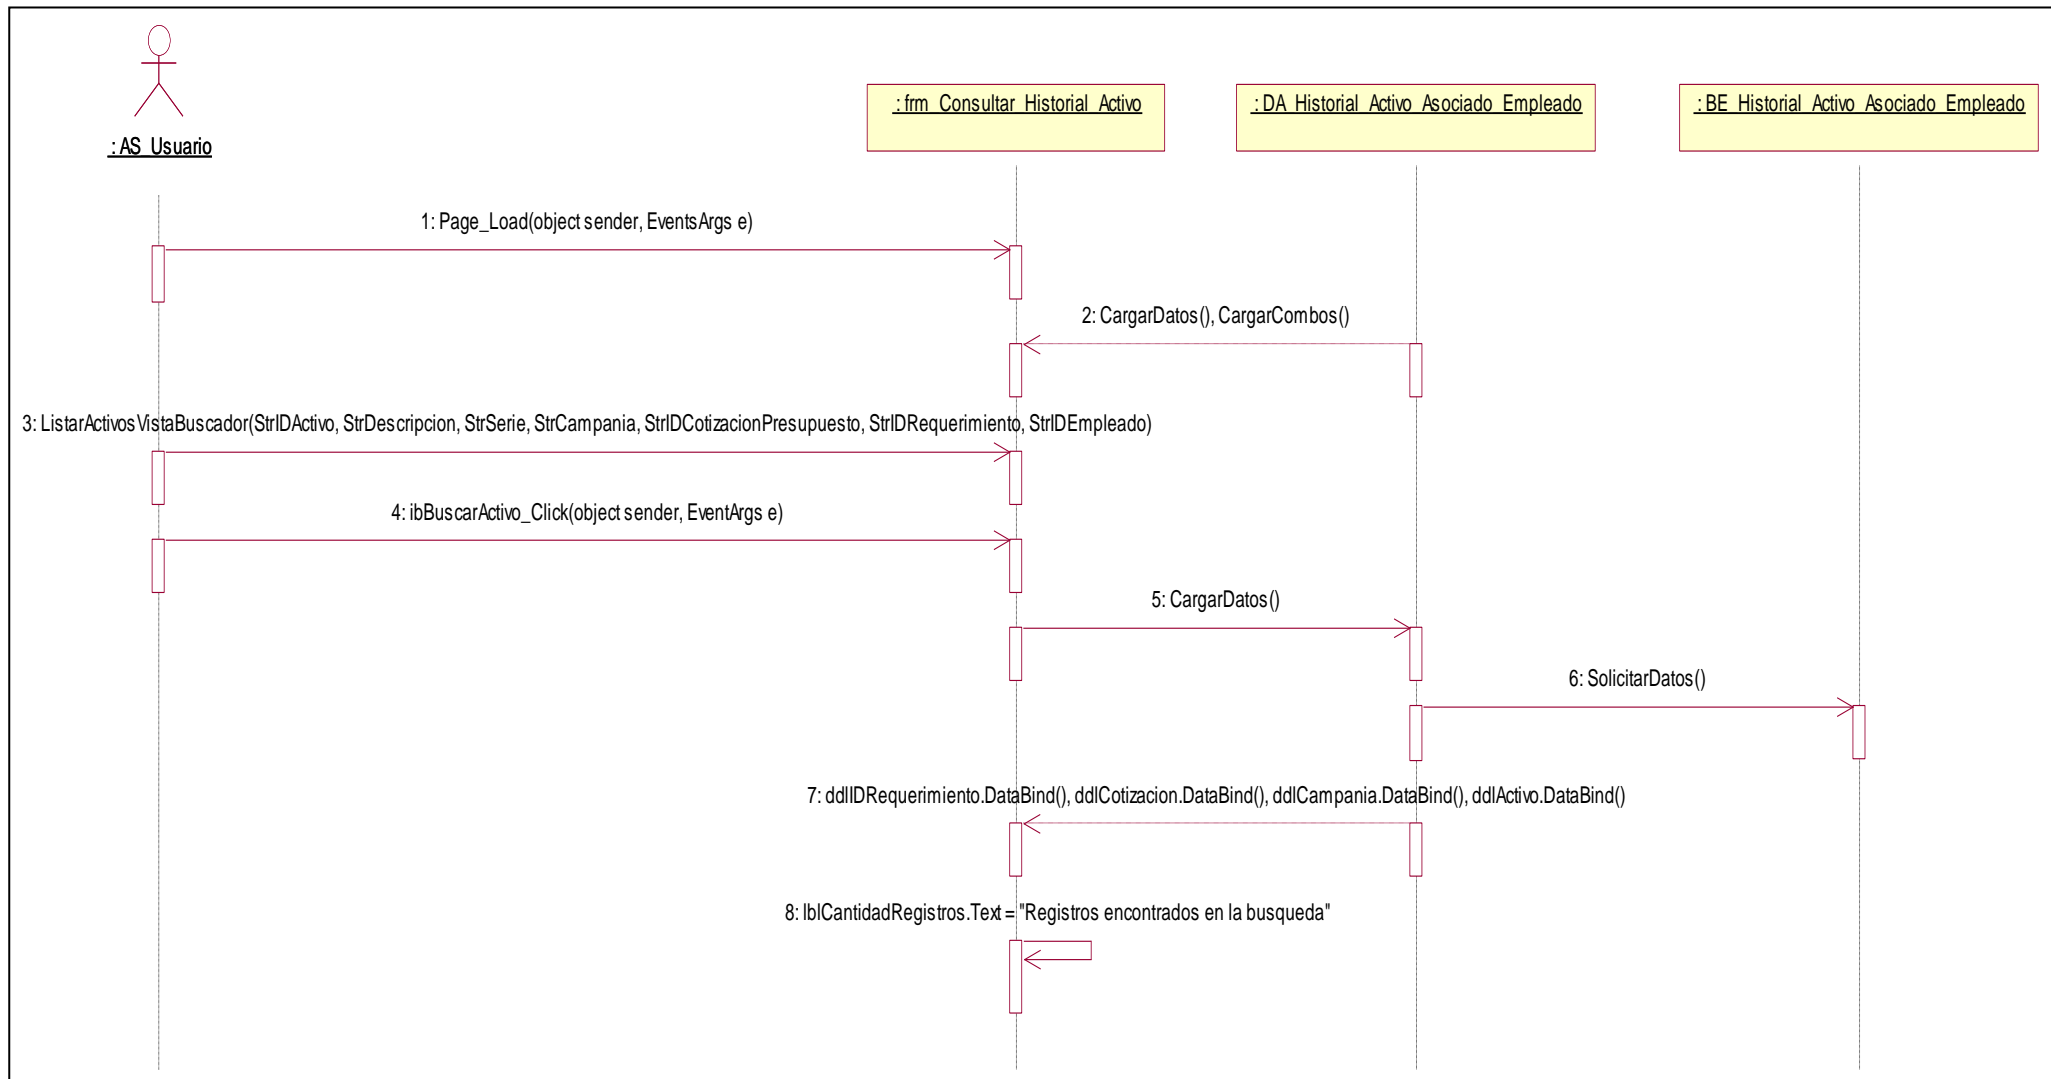 : AS_Usuario
: frm_Consultar_Historial_Activo
: DA_Historial_Activo_Asociado_Empleado
: BE_Historial_Activo_Asociado_Empleado
1: Page_Load(object sender, EventsArgs e)
2: CargarDatos(), CargarCombos()
3: ListarActivosVistaBuscador(StrIDActivo, StrDescripcion, StrSerie, StrCampania, StrIDCotizacionPresupuesto, StrIDRequerimiento, StrIDEmpleado)
4: ibBuscarActivo_Click(object sender, EventArgs e)
5: CargarDatos()
6: SolicitarDatos()
7: ddlIDRequerimiento.DataBind(), ddlCotizacion.DataBind(), ddlCampania.DataBind(), ddlActivo.DataBind()
8: lblCantidadRegistros.Text = "Registros encontrados en la busqueda"